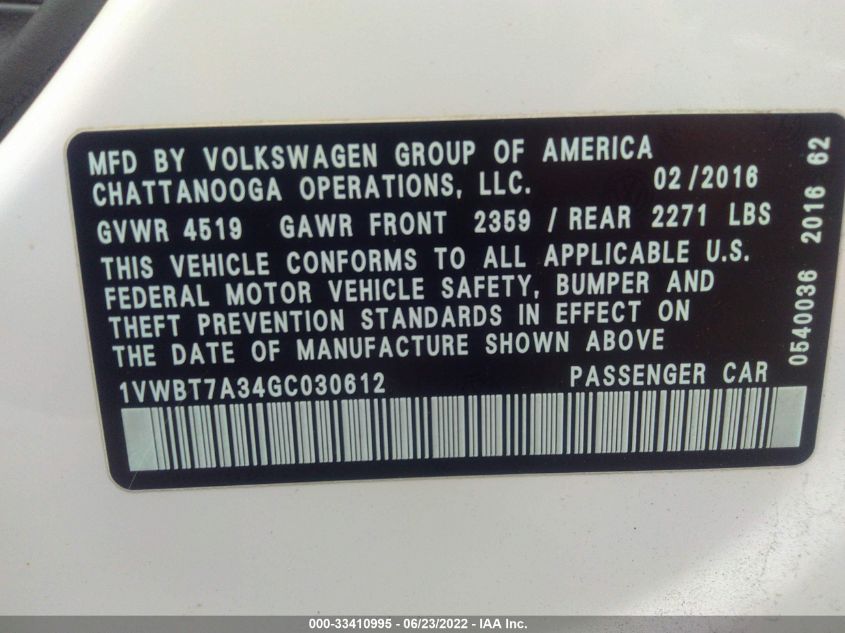 MFD BY VOLKSWAGEN GROUP OF AMERICA
CHATTANOOGA OPERATIONS, LLC. 02/2016
GVWR 4519 GAWR FRONT 2359 / REAR 2271 LBS
THIS VEHICLE CONFORMS TO ALL APPLICABLE U.S.
FEDERAL MOTOR VEHICLE SAFETY, BUMPER AND
THEFT PREVENTION STANDARDS IN EFFECT ON
THE DATE OF MANUFACTURE SHOWN ABOVE
1VWBT7A34GC030612 PASSENGER CAR
0540036 2016 62
000-33410995 - 06/23/2022 - IAA Inc.